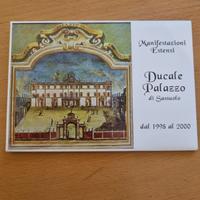 Manifestazioni
Estensi
Ducale
Palazzo
di Sassuolo
dal 1998 al 2000